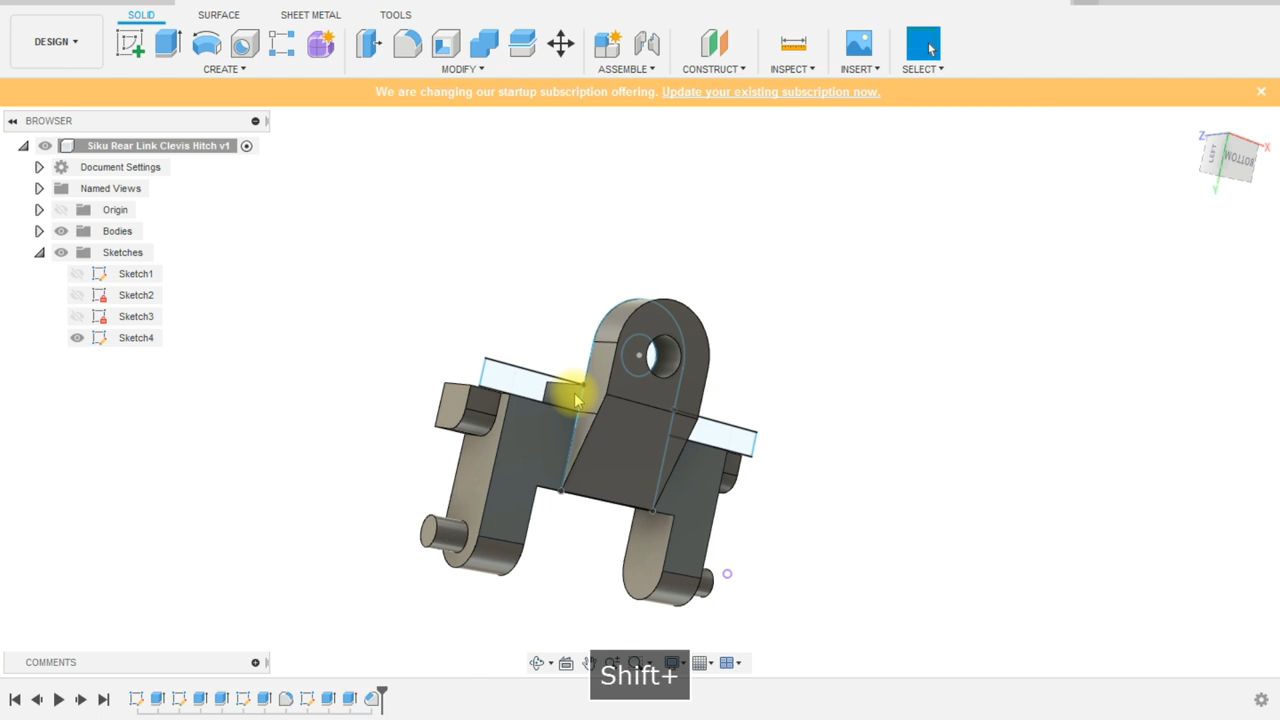 SOLID SURFACE SHEET METAL TOOLS
DESIGN
CREATE MODIFY ASSEMBLE CONSTRUCT INSPECT INSERT SELECT
We are changing our startup subscription offering. Update your existing subscription now.
BROWSER
Siku Rear Link Clevis Hitch v1
Document Settings
Named Views
Origin
Bodies
Sketches
Sketch1
Sketch2
Sketch3
Sketch4
Z
X
Y
LEFT
BOTTOM
COMMENTS
Shift+